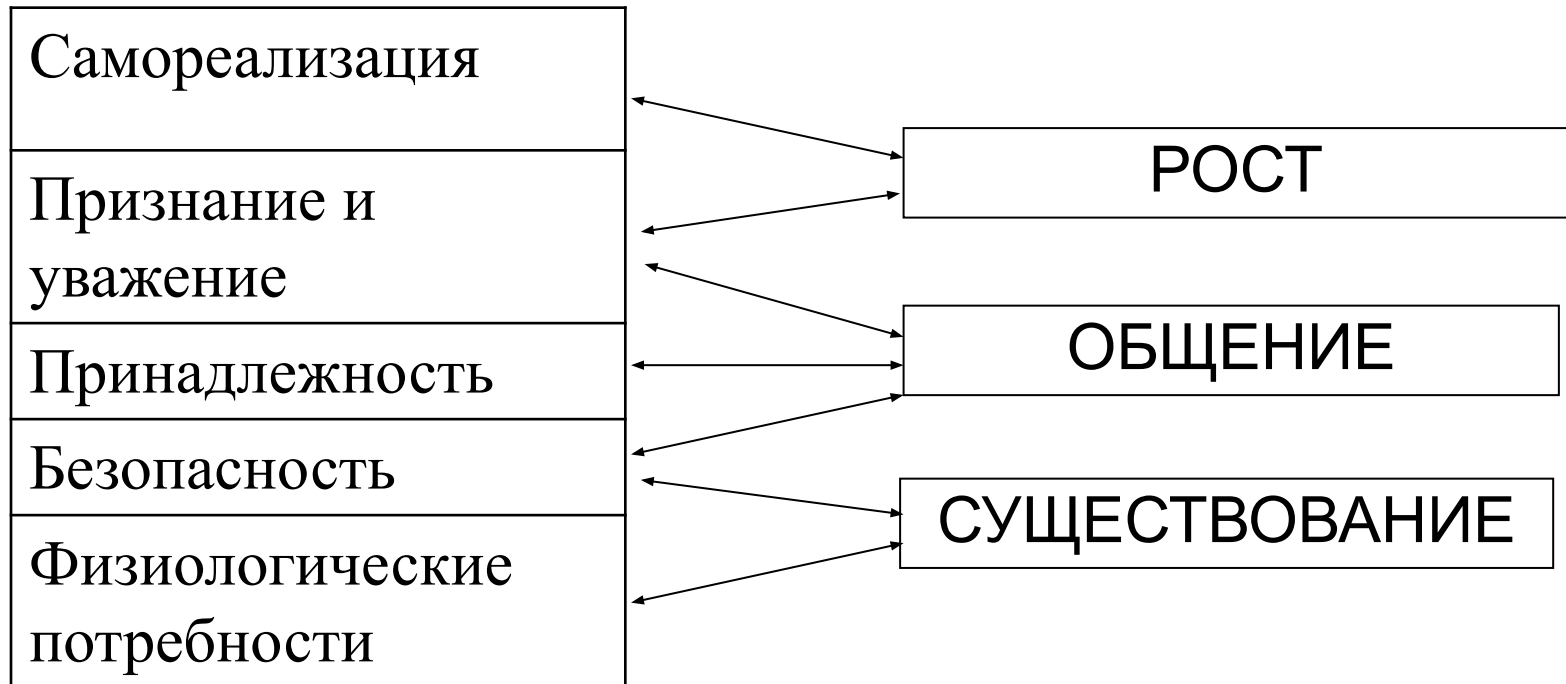 Самореализация
Признание и
уважение
Принадлежность
Безопасность
Физиологические
потребности
РОСТ
ОБЩЕНИЕ
СУЩЕСТВОВАНИЕ